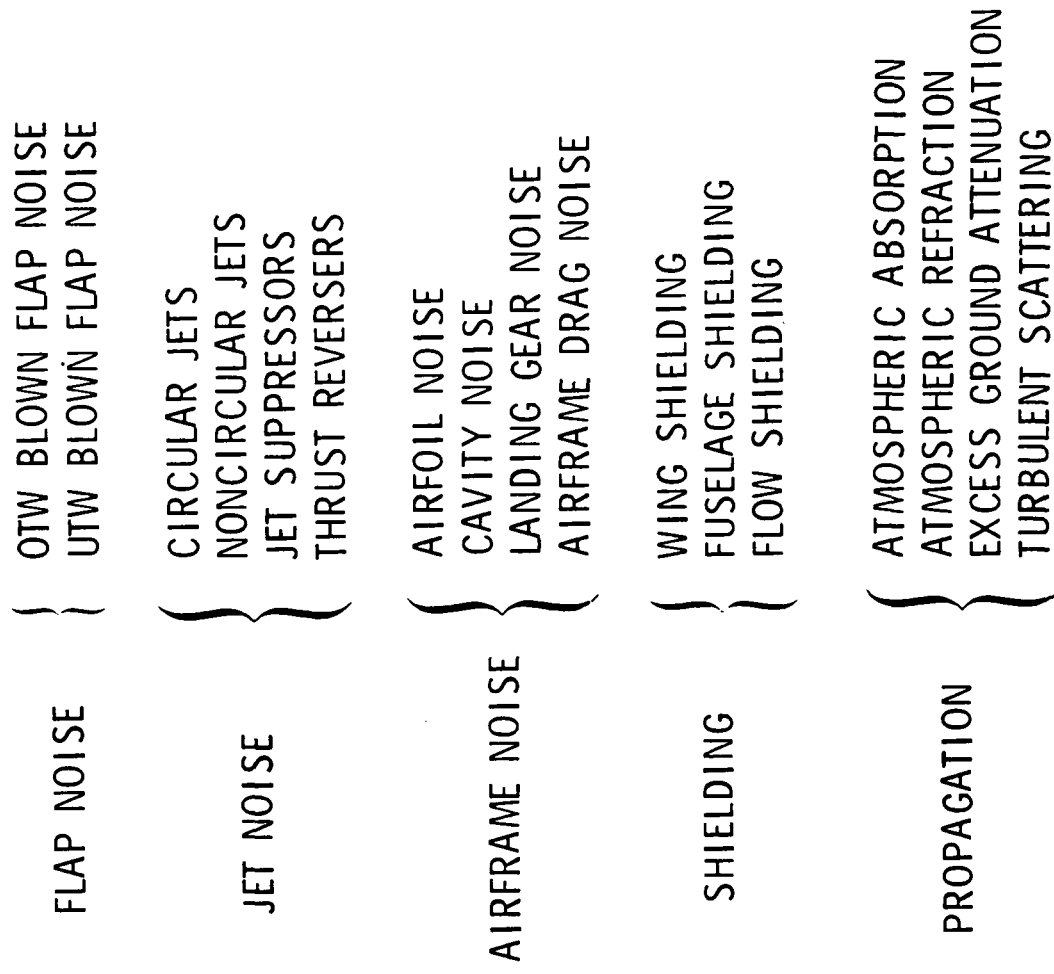 FLAP NOISE
OTW BLOWN FLAP NOISE
UTW BLOWN FLAP NOISE
JET NOISE
CIRCULAR JETS
NONCIRCULAR JETS
JET SUPPRESSORS
THRUST REVERSERS
AIRFRAME NOISE
AIRFOIL NOISE
CAVITY NOISE
LANDING GEAR NOISE
AIRFRAME DRAG NOISE
SHIELDING
WING SHIELDING
FUSELAGE SHIELDING
FLOW SHIELDING
PROPAGATION
ATMOSPHERIC ABSORPTION
ATMOSPHERIC REFRACTION
EXCESS GROUND ATTENUATION
TURBULENT SCATTERING